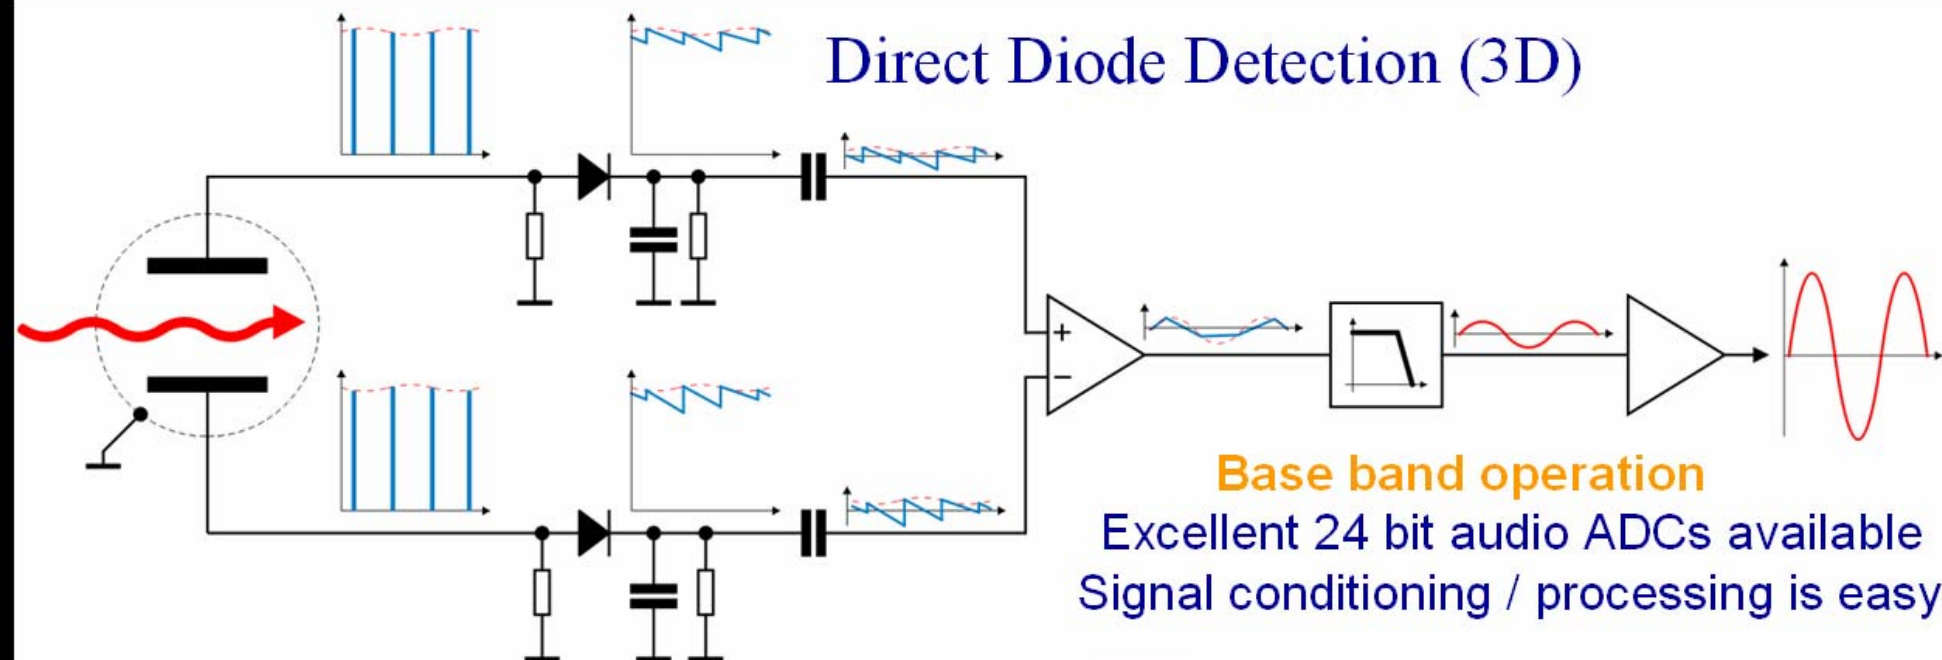 Direct Diode Detection (3D)
+
−
Base band operation
Excellent 24 bit audio ADCs available
Signal conditioning / processing is easy